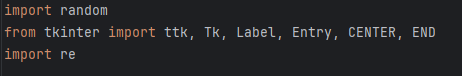 import random
from tkinter import ttk, Tk, Label, Entry, CENTER, END
import re